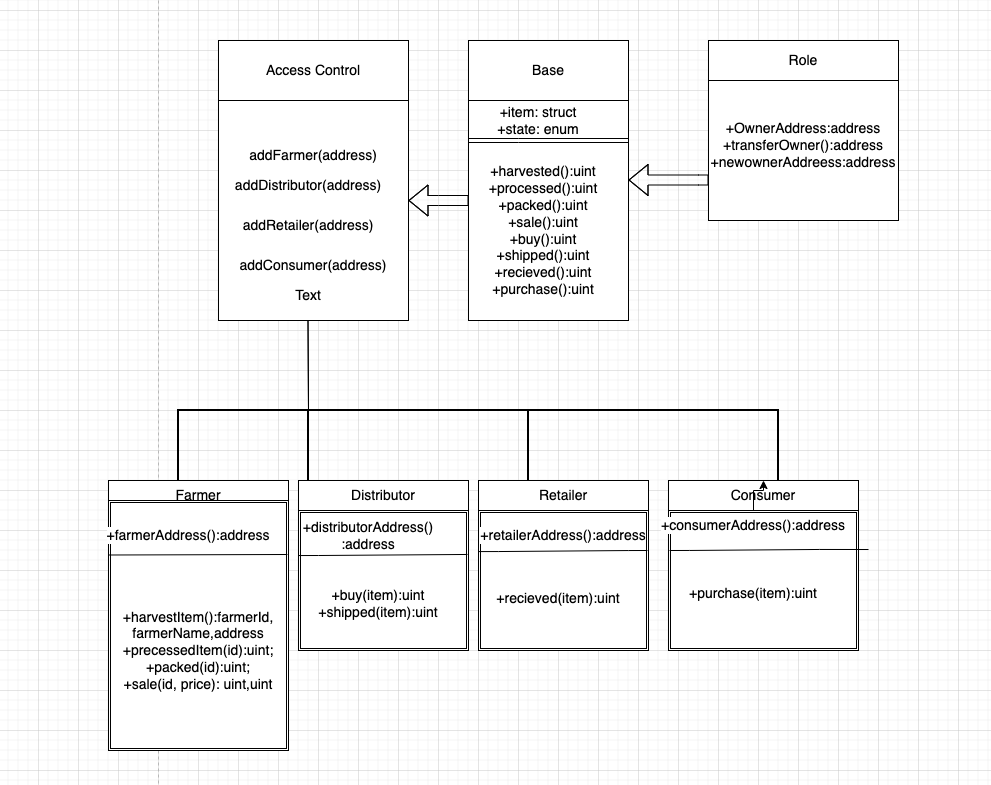 Access Control
addFarmer(address)
addDistributor(address)
addRetailer(address)
addConsumer(address)
Text
Base
+item: struct
+state: enum
+harvested():uint
+processed():uint
+packed():uint
+sale():uint
+buy():uint
+shipped():uint
+recieved():uint
+purchase():uint
Role
+OwnerAddress:address
+transferOwner():address
+newownerAddreess:address
Farmer
+farmerAddress():address
+harvestItem():farmerId,
farmerName,address
+precessedItem(id):uint;
+packed(id):uint;
+sale(id, price): uint,uint
Distributor
+distributorAddress()
:address
+buy(item):uint
+shipped(item):uint
Retailer
+retailerAddress():address
+recieved(item):uint
Consumer
+consumerAddress():address
+purchase(item):uint